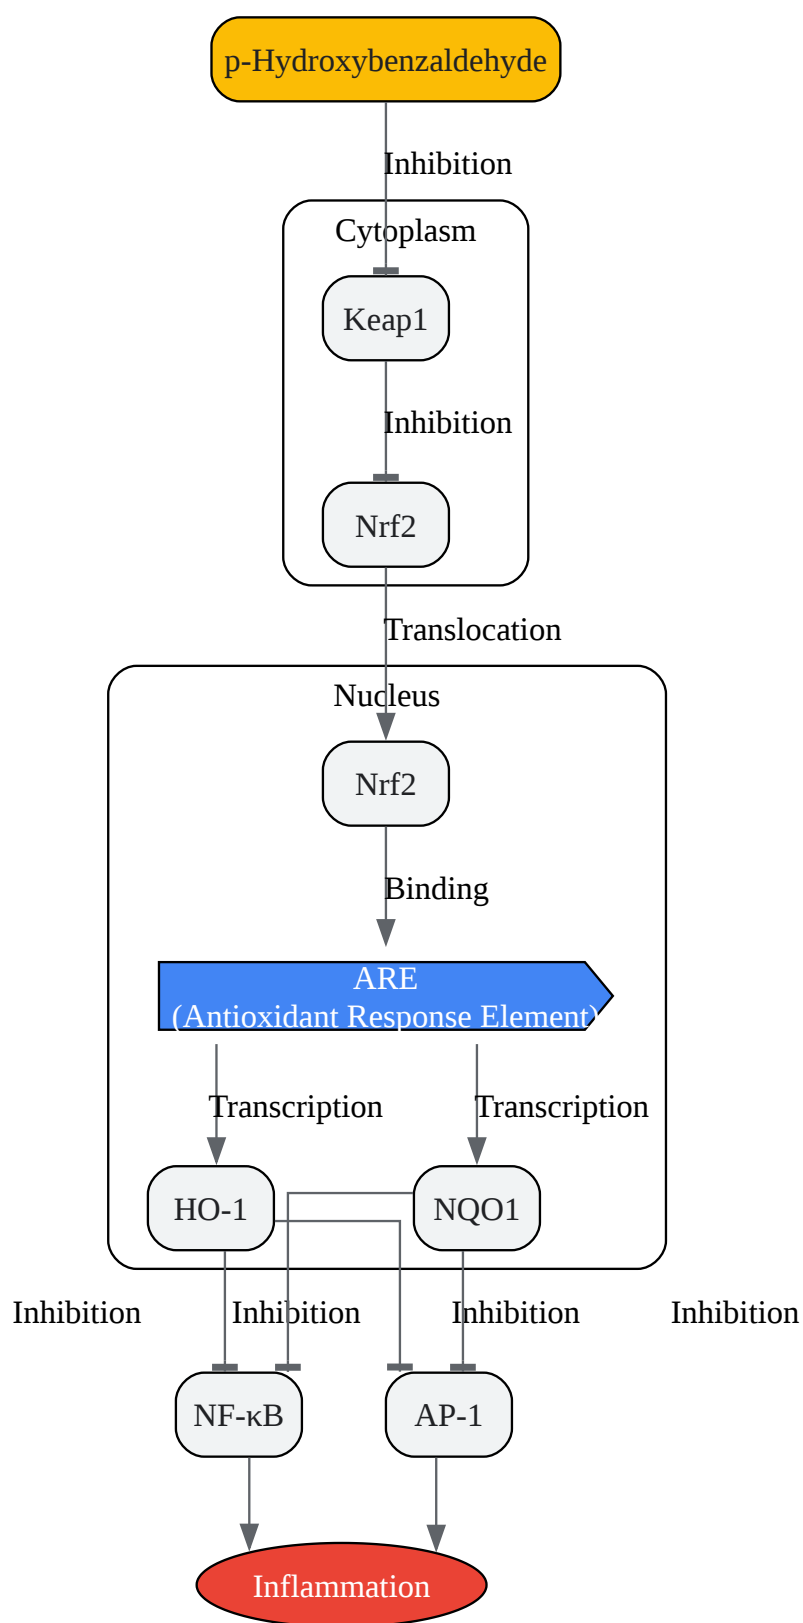 p-Hydroxybenzaldehyde
Inhibition
Cytoplasm
Keap1
Inhibition
Nrf2
Translocation
Nucleus
Nrf2
Binding
ARE
(Antioxidant Response Element)
Transcription
Transcription
HO-1
NQO1
Inhibition
Inhibition
Inhibition
Inhibition
NF-κB
AP-1
Inflammation